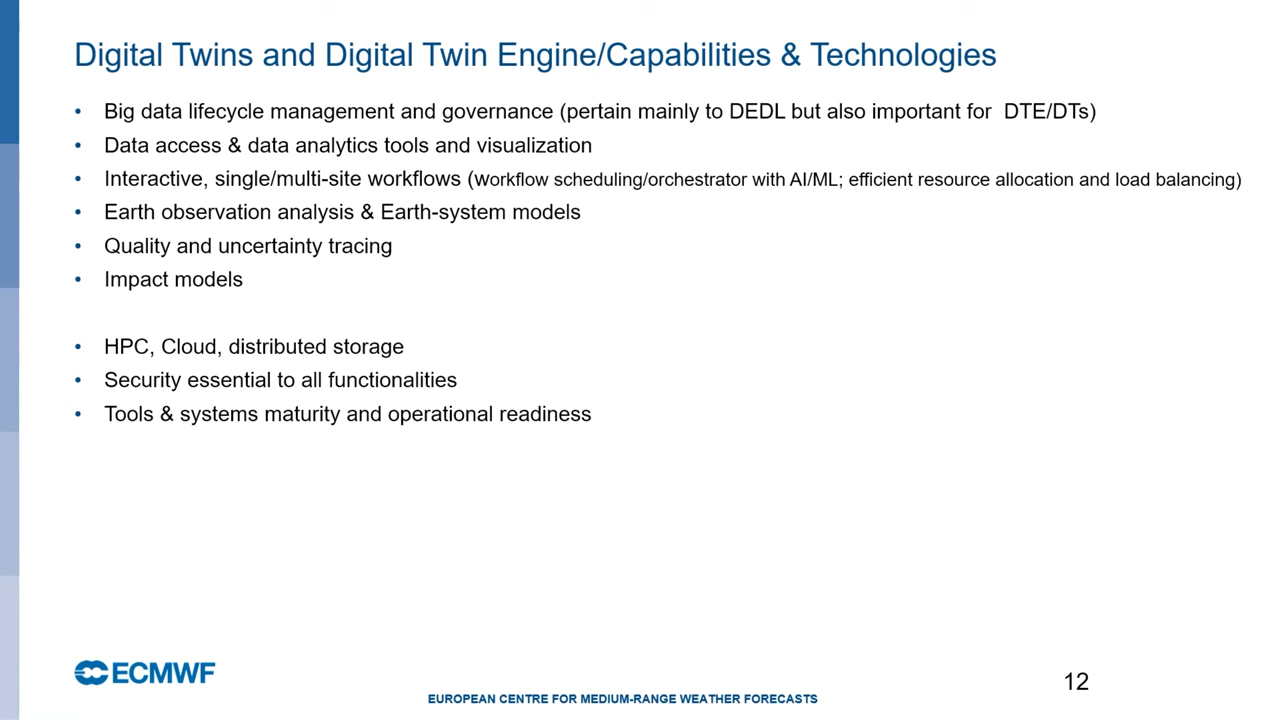 Digital Twins and Digital Twin Engine/Capabilities & Technologies
• Big data lifecycle management and governance (pertain mainly to DEDL but also important for  DTE/DTs)
• Data access & data analytics tools and visualization
• Interactive, single/multi-site workflows (workflow scheduling/orchestrator with AI/ML; efficient resource allocation and load balancing)
• Earth observation analysis & Earth-system models
• Quality and uncertainty tracing
• Impact models
• HPC, Cloud, distributed storage
• Security essential to all functionalities
• Tools & systems maturity and operational readiness
ECMWF
EUROPEAN CENTRE FOR MEDIUM-RANGE WEATHER FORECASTS
12